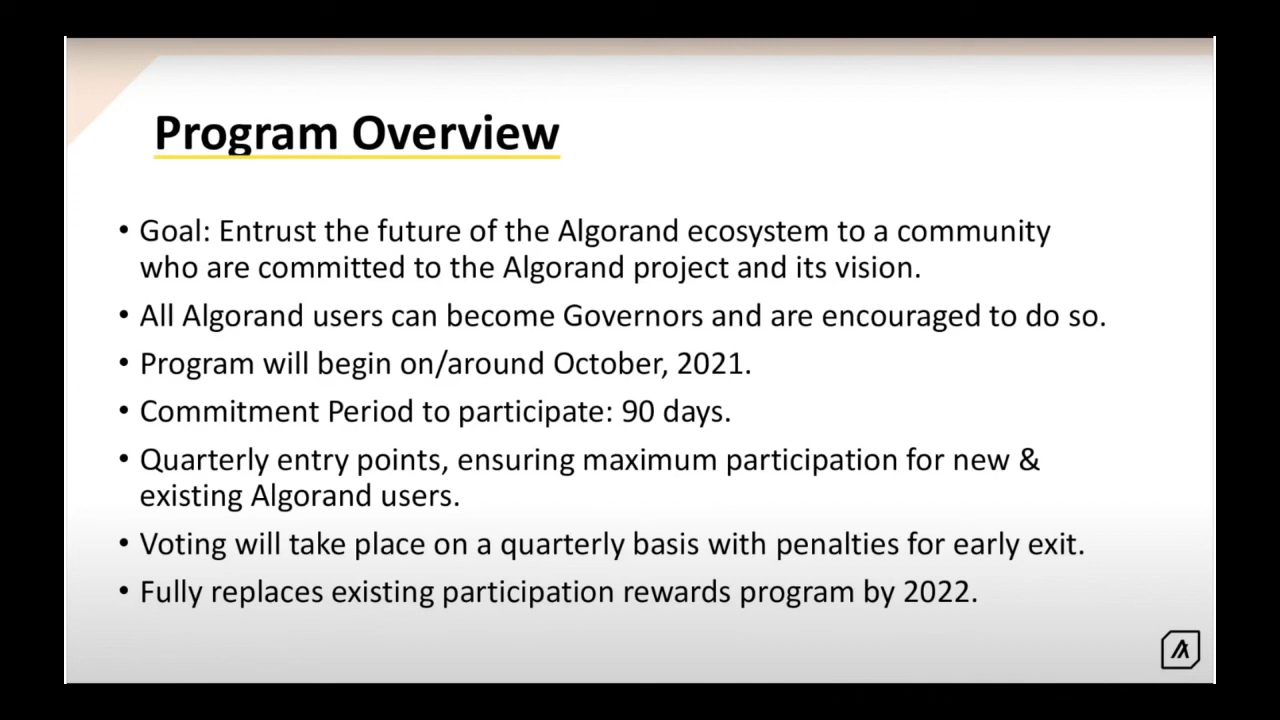 Program Overview
• Goal: Entrust the future of the Algorand ecosystem to a community
who are committed to the Algorand project and its vision.
• All Algorand users can become Governors and are encouraged to do so.
• Program will begin on/around October, 2021.
• Commitment Period to participate: 90 days.
• Quarterly entry points, ensuring maximum participation for new &
existing Algorand users.
• Voting will take place on a quarterly basis with penalties for early exit.
• Fully replaces existing participation rewards program by 2022.